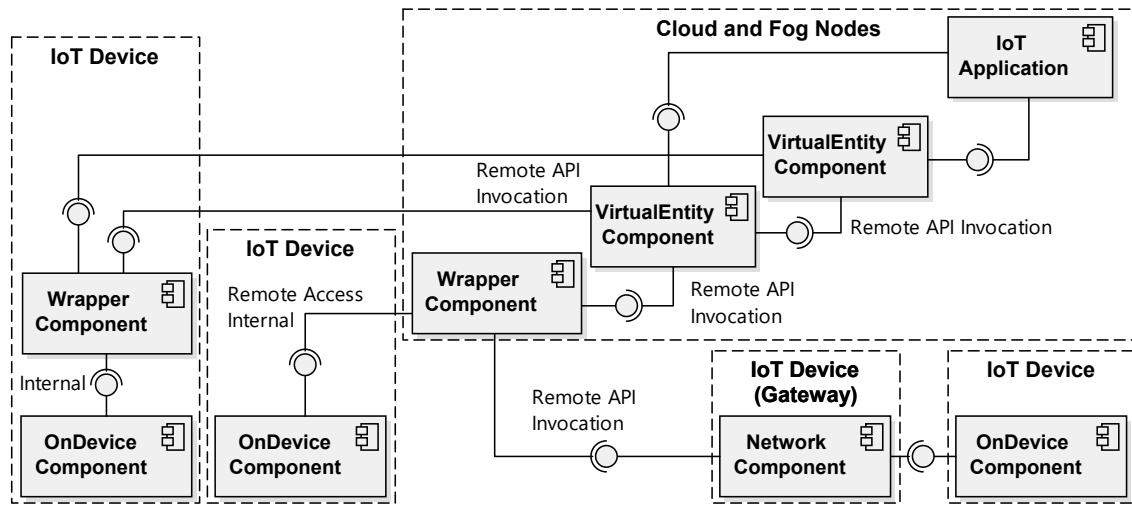 Cloud and Fog Nodes
IoT
Application
IoT Device
VirtualEntity
Component
Remote API
Invocation
VirtualEntity
Component
Remote API Invocation
IoT Device
Wrapper
Component
Remote Access
Internal
Wrapper
Component
Remote API
Invocation
Internal
IoT Device
(Gateway)
IoT Device
Remote API
Invocation
OnDevice
Component
OnDevice
Component
Network
Component
OnDevice
Component